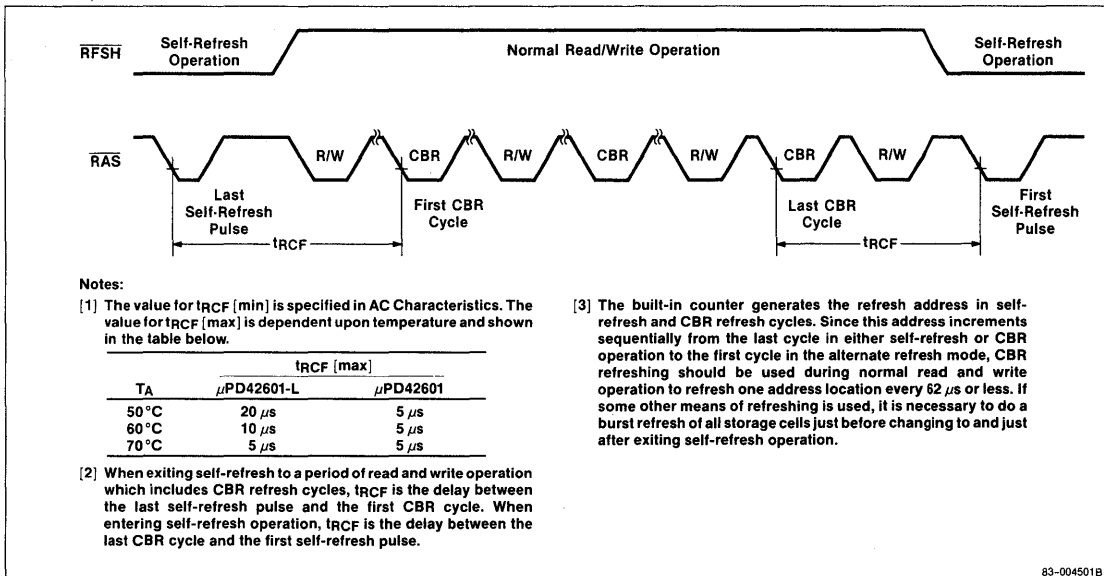 RFSH
Self-Refresh
Operation
Normal Read/Write Operation
Self-Refresh
Operation
RAS
R/W
CBR
R/W
CBR
R/W
CBR
R/W
Last
Self-Refresh
Pulse
First CBR
Cycle
Last CBR
Cycle
First
Self-Refresh
Pulse
tRCF
tRCF
Notes:
[1] The value for tRCF [min] is specified in AC Characteristics. The
value for tRCF [max] is dependent upon temperature and shown
in the table below.
tRCF [max]
TA μPD42601-L μPD42601
50°C 20 μs 5 μs
60°C 10 μs 5 μs
70°C 5 μs 5 μs
[2] When exiting self-refresh to a period of read and write operation
which includes CBR refresh cycles, tRCF is the delay between
the last self-refresh pulse and the first CBR cycle. When
entering self-refresh operation, tRCF is the delay between the
last CBR cycle and the first self-refresh pulse.
[3] The built-in counter generates the refresh address in self-
refresh and CBR refresh cycles. Since this address increments
sequentially from the last cycle in either self-refresh or CBR
operation to the first cycle in the alternate refresh mode, CBR
refreshing should be used during normal read and write
operation to refresh one address location every 62 μs or less. If
some other means of refreshing is used, it is necessary to do a
burst refresh of all storage cells just before changing to and just
after exiting self-refresh operation.
83-004501B